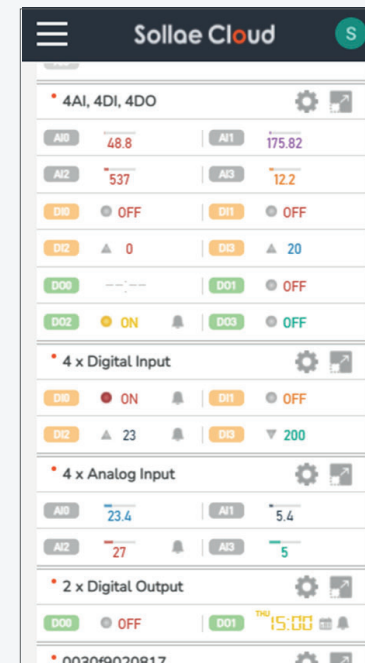 Sollae Cloud S
4AI, 4DI, 4DO
AI0 48.8 AI1 175.82
AI2 537 AI3 12.2
DI0 OFF DI1 OFF
DI2 0 DI3 20
DO0 --:-- DO1 OFF
DO2 ON DO3 OFF
4 x Digital Input
DI0 ON DI1 OFF
DI2 23 DI3 200
4 x Analog Input
AI0 23.4 AI1 5.4
AI2 27 AI3 5
2 x Digital Output
DO0 OFF DO1 THU 15:00
0030f9020817